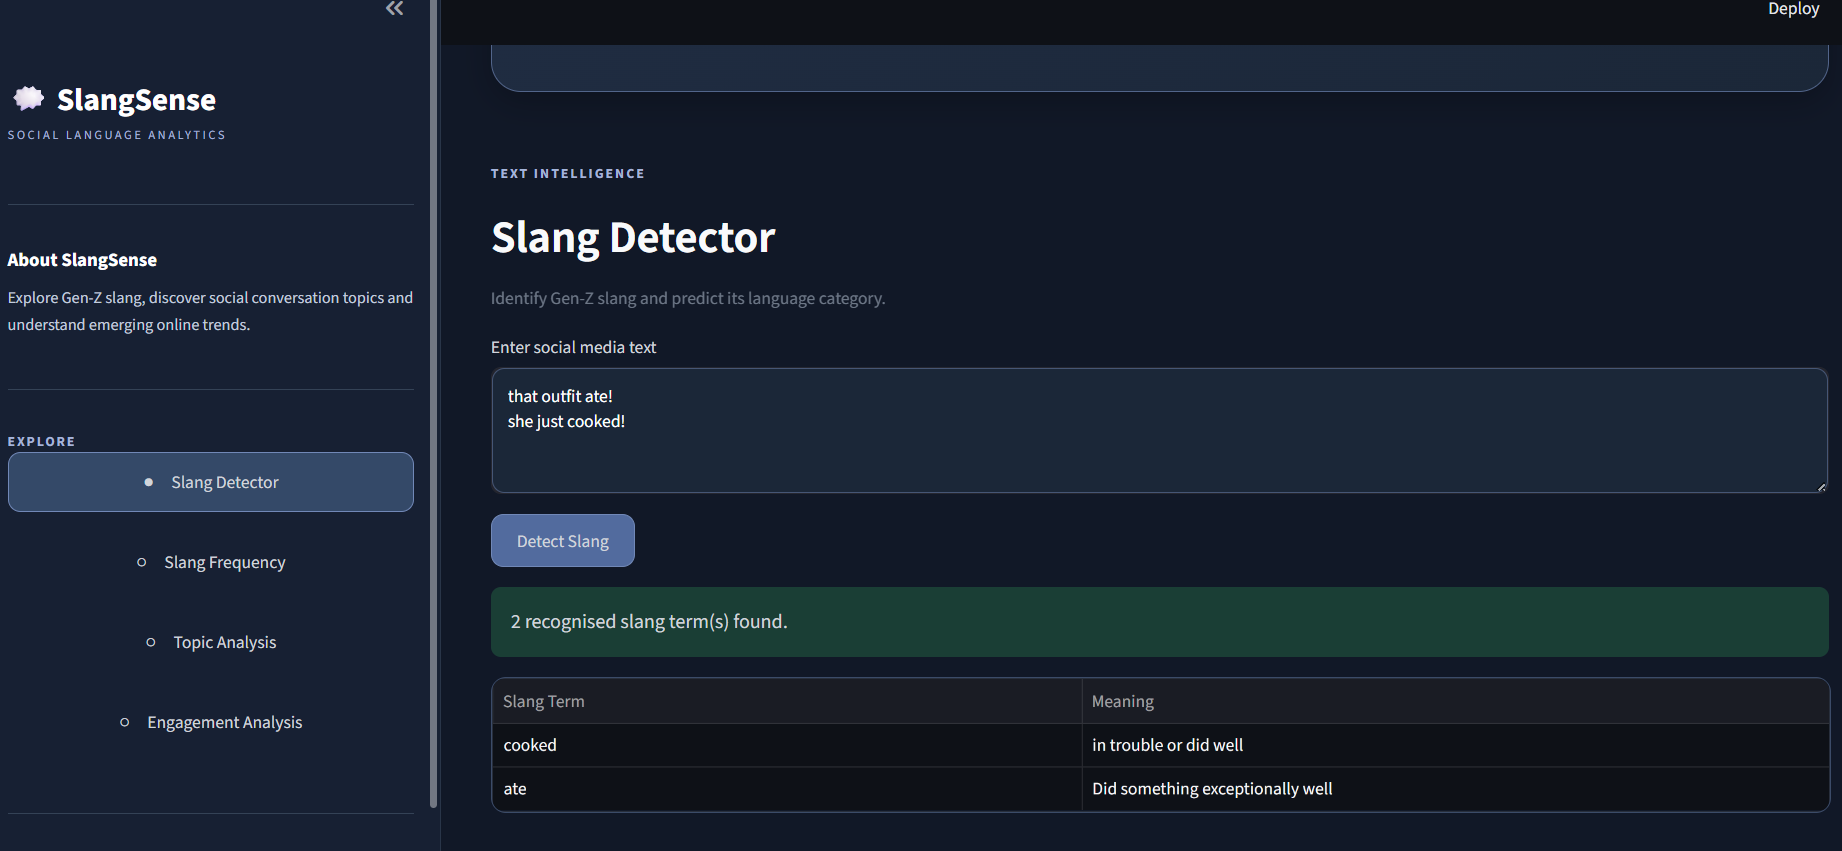 Deploy
SlangSense
SOCIAL LANGUAGE ANALYTICS
About SlangSense
Explore Gen-Z slang, discover social conversation topics and
understand emerging online trends.
EXPLORE
Slang Detector
Slang Frequency
Topic Analysis
Engagement Analysis
TEXT INTELLIGENCE
Slang Detector
Identify Gen-Z slang and predict its language category.
Enter social media text
that outfit ate!
she just cooked!
Detect Slang
2 recognised slang term(s) found.
Slang Term Meaning
cooked in trouble or did well
ate Did something exceptionally well